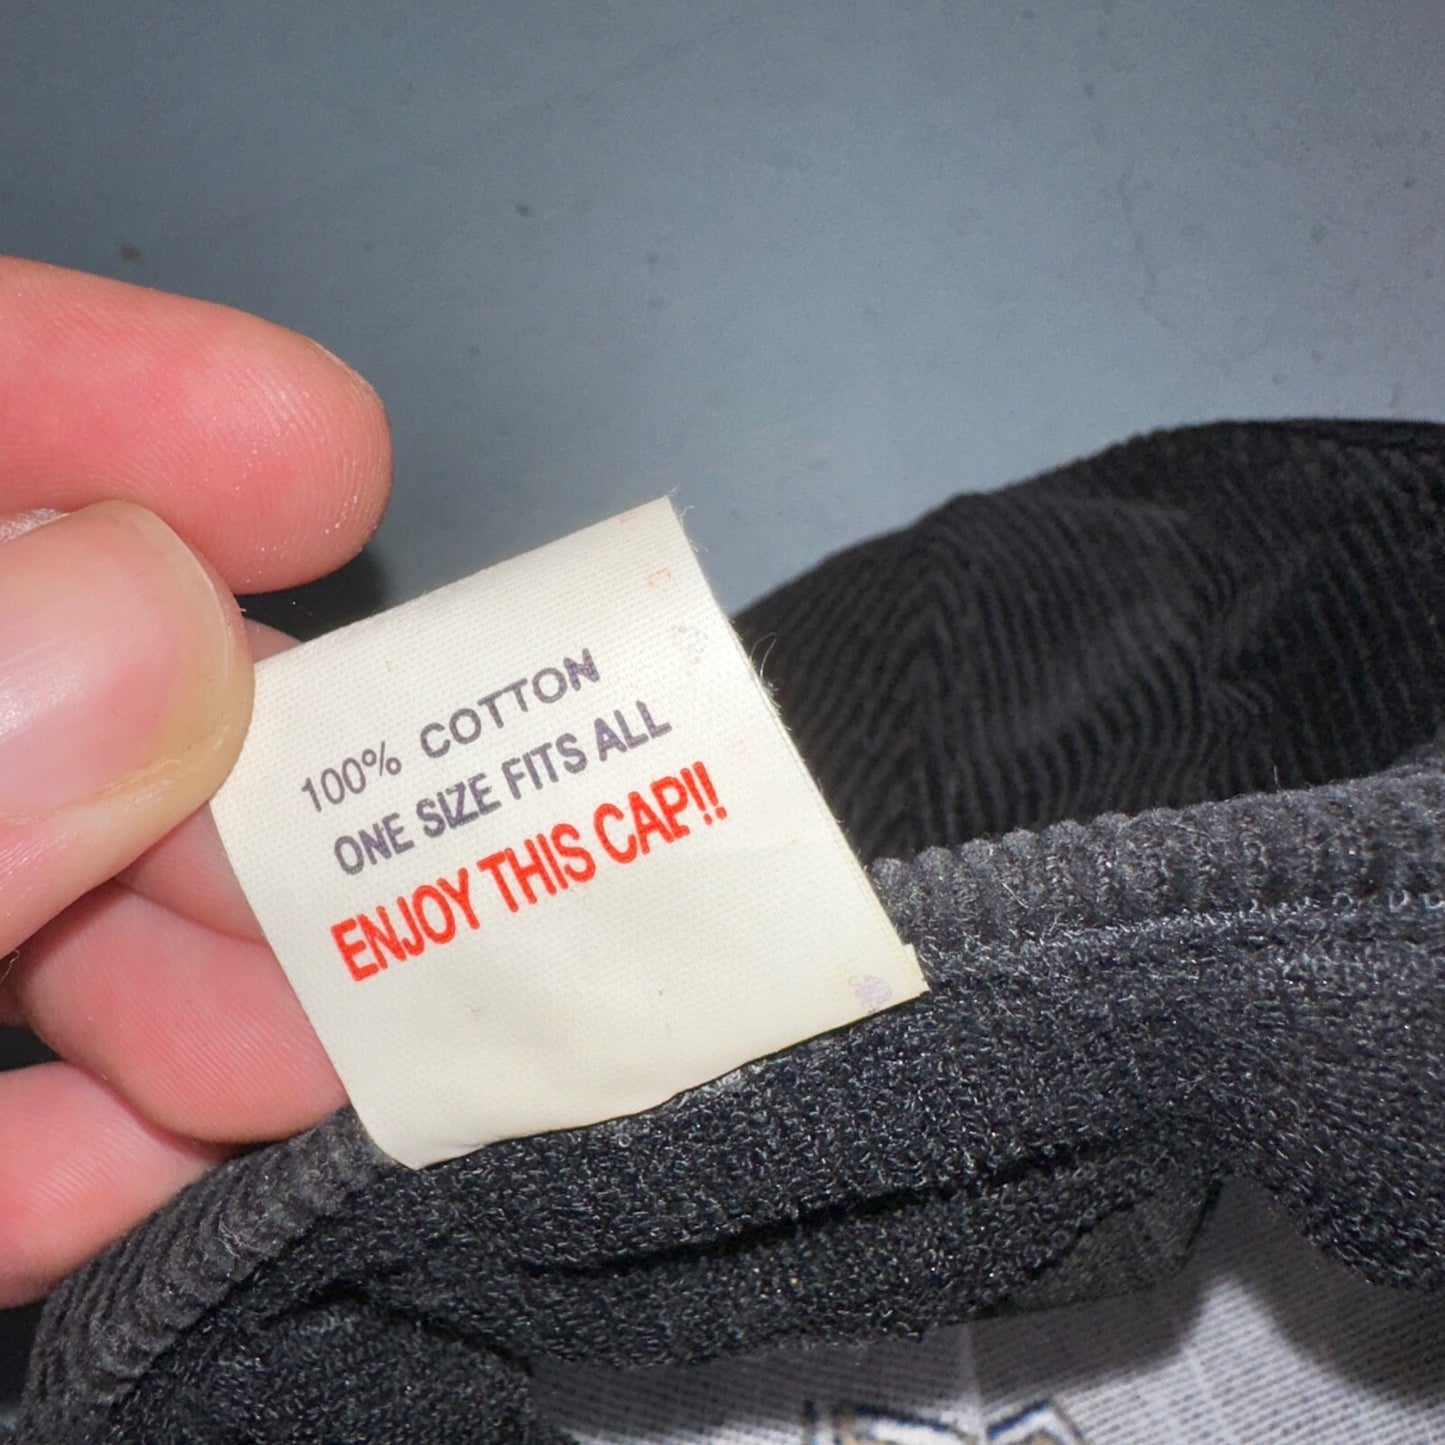 100% COTTON
ONE SIZE FITS ALL
ENJOY THIS CAP!!